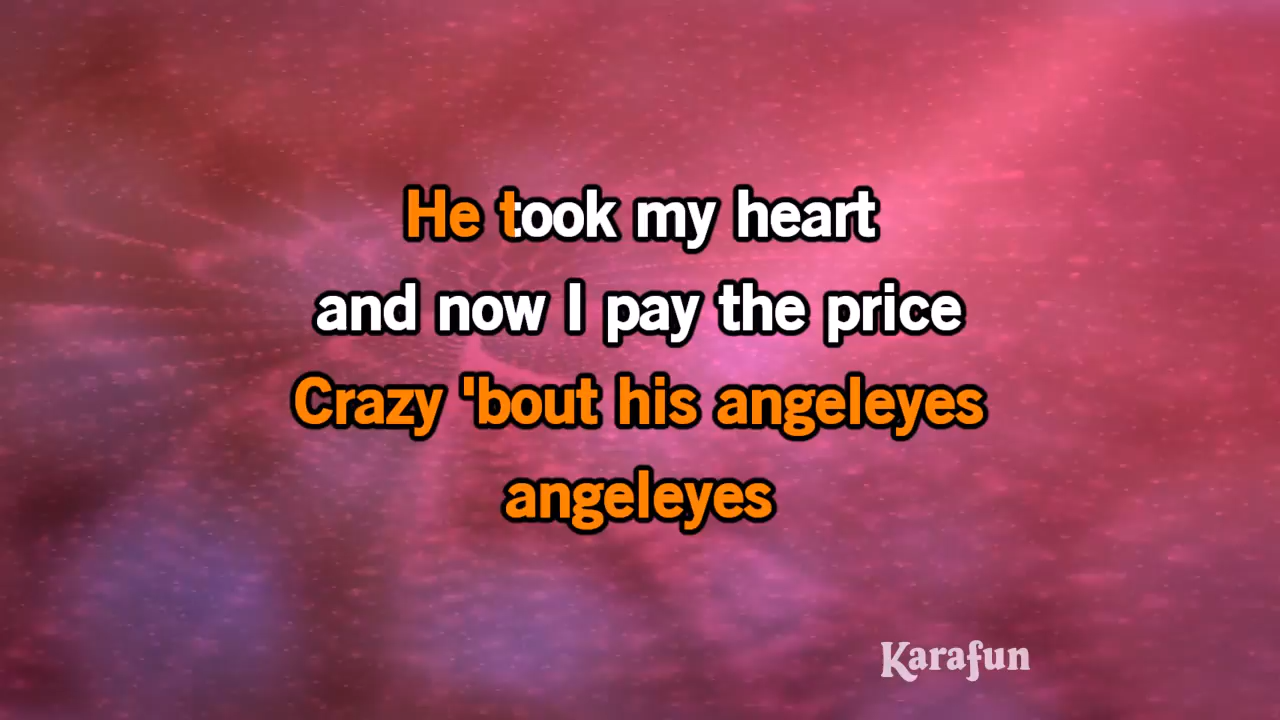 He took my heart
and now I pay the price
Crazy 'bout his angeleyes
angeleyes
Karafun